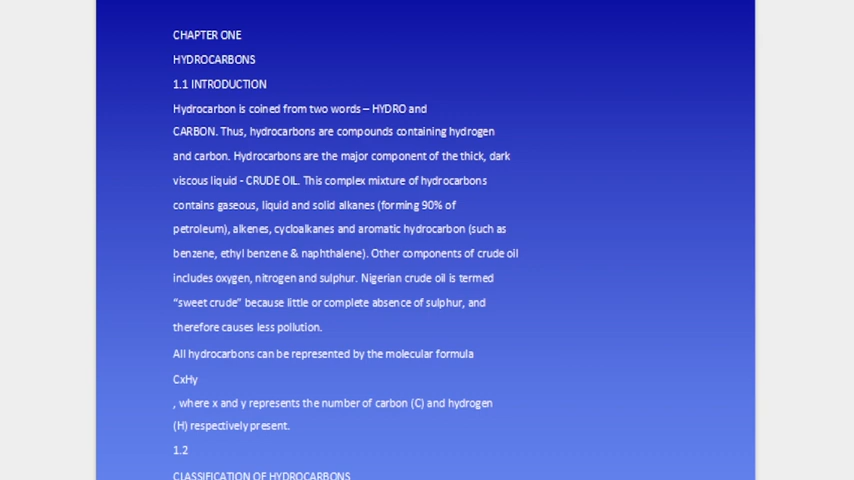 CHAPTER ONE
HYDROCARBONS
1.1 INTRODUCTION
Hydrocarbon is coined from two words – HYDRO and
CARBON. Thus, hydrocarbons are compounds containing hydrogen
and carbon. Hydrocarbons are the major component of the thick, dark
viscous liquid - CRUDE OIL. This complex mixture of hydrocarbons
contains gaseous, liquid and solid alkanes (forming 90% of
petroleum), alkenes, cycloalkanes and aromatic hydrocarbon (such as
benzene, ethyl benzene & naphthalene). Other components of crude oil
includes oxygen, nitrogen and sulphur. Nigerian crude oil is termed
“sweet crude” because little or complete absence of sulphur, and
therefore causes less pollution.
All hydrocarbons can be represented by the molecular formula
CxHy
, where x and y represents the number of carbon (C) and hydrogen
(H) respectively present.
1.2
CLASSIFICATION OF HYDROCARBONS